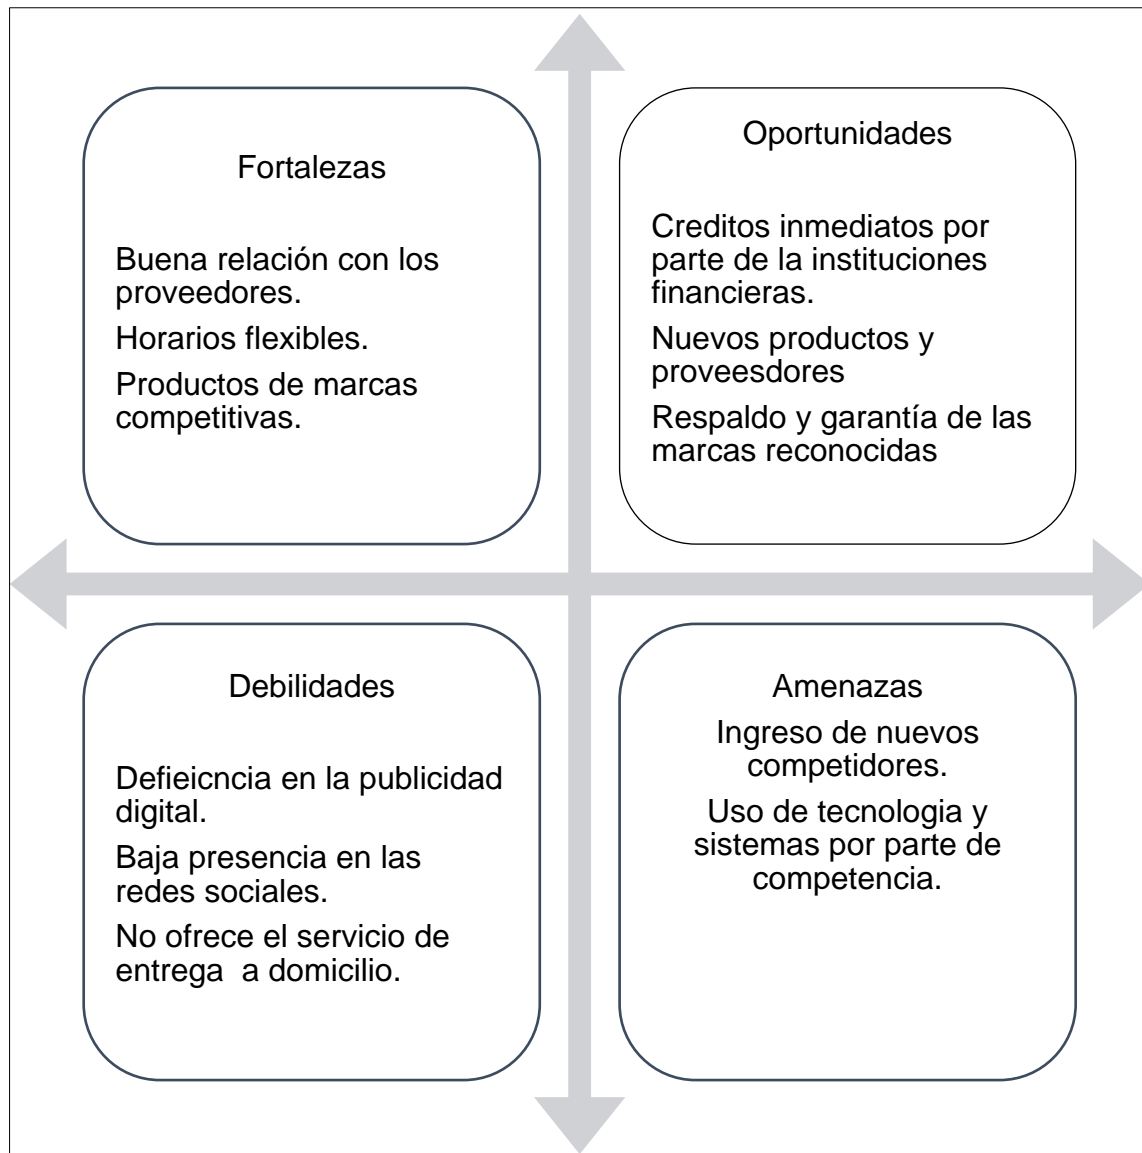 Fortalezas
Buena relación con los
proveedores.
Horarios flexibles.
Productos de marcas
competitivas.
Oportunidades
Creditos inmediatos por
parte de la instituciones
financieras.
Nuevos productos y
proveesdores
Respaldo y garantía de las
marcas reconocidas
Debilidades
Defieicncia en la publicidad
digital.
Baja presencia en las
redes sociales.
No ofrece el servicio de
entrega  a domicilio.
Amenazas
Ingreso de nuevos
competidores.
Uso de tecnologia y
sistemas por parte de
competencia.